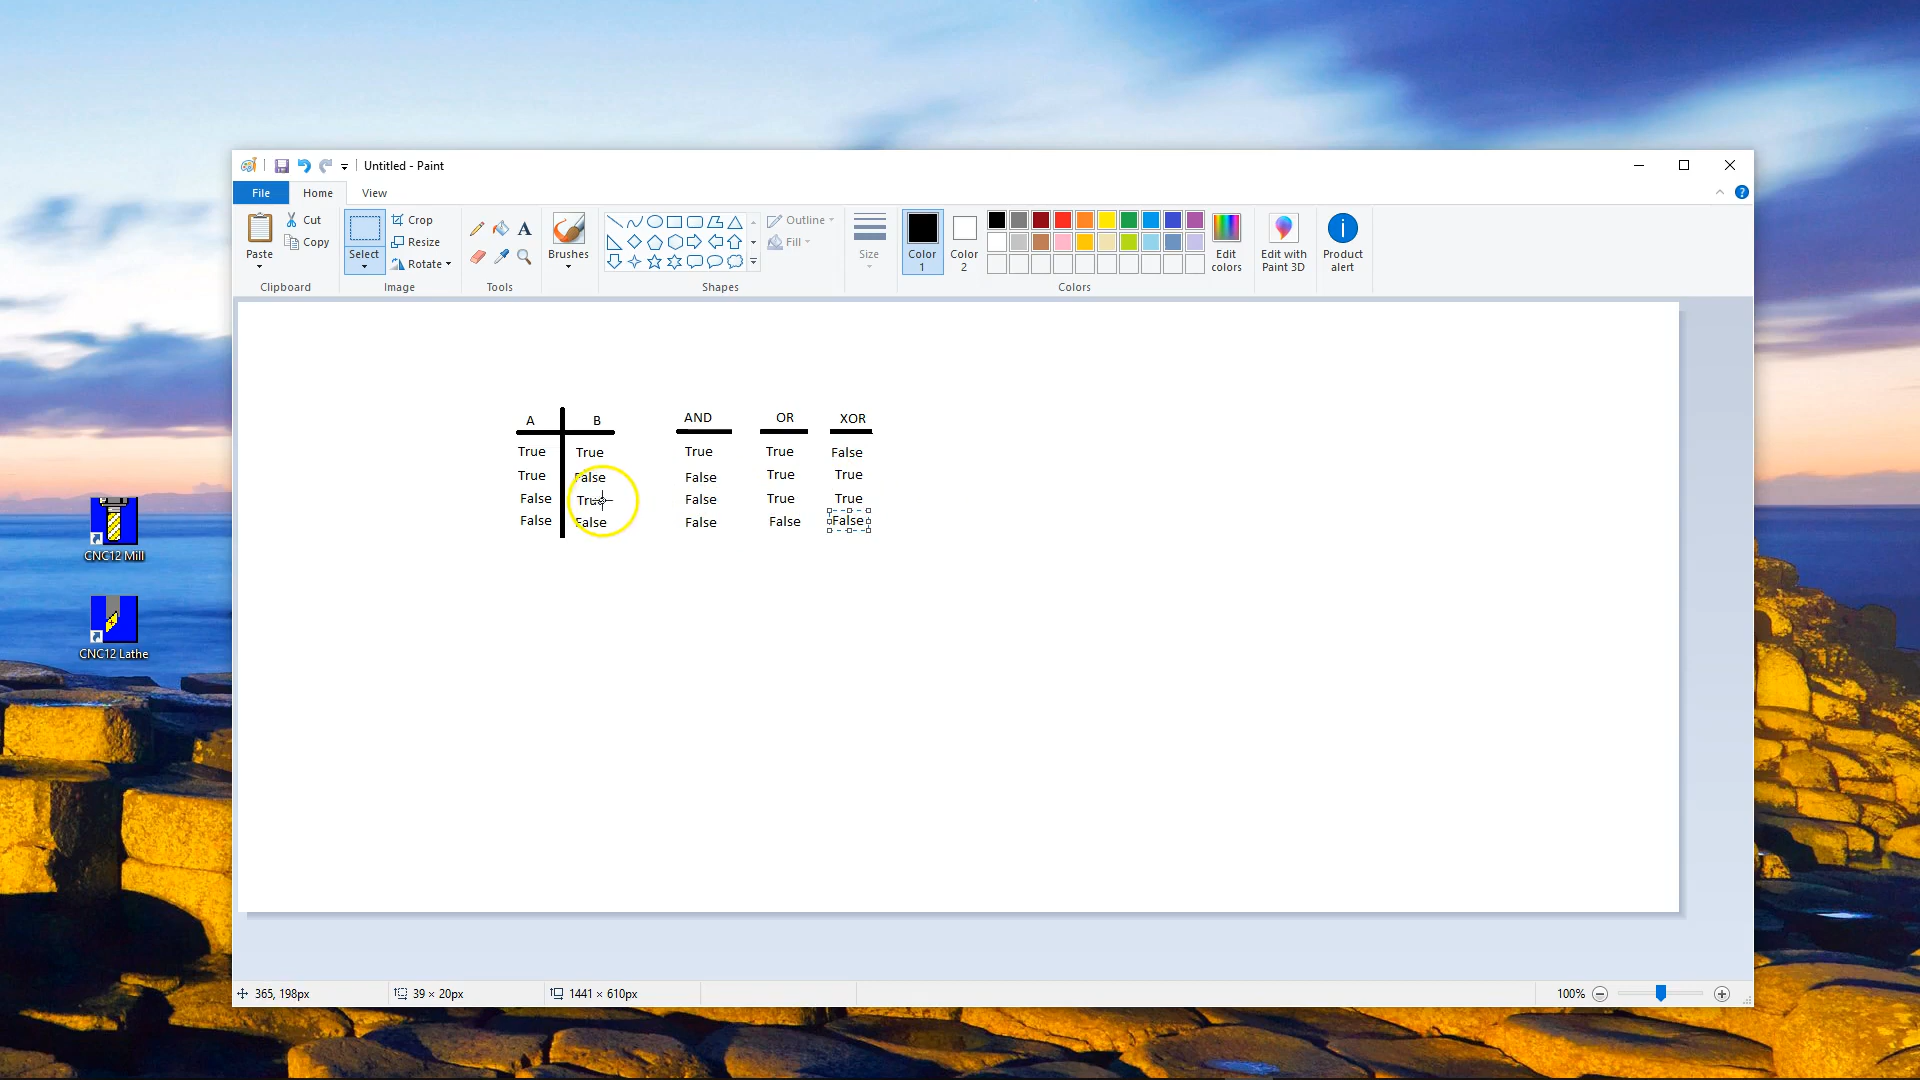 Untitled - Paint
File Home View
Paste
Cut
Copy
Clipboard
Select
Crop
Resize
Rotate
Image
A
Tools
Brushes
Shapes
Outline
Fill
Size
Color 1
Color 2
Colors
Edit colors
Edit with Paint 3D
Product alert
A B AND OR XOR
True True True True False
True False False True True
False True False True True
False False False False False
CNC12 Mill
CNC12 Lathe
365, 198px 39 × 20px 1441 × 610px 100%